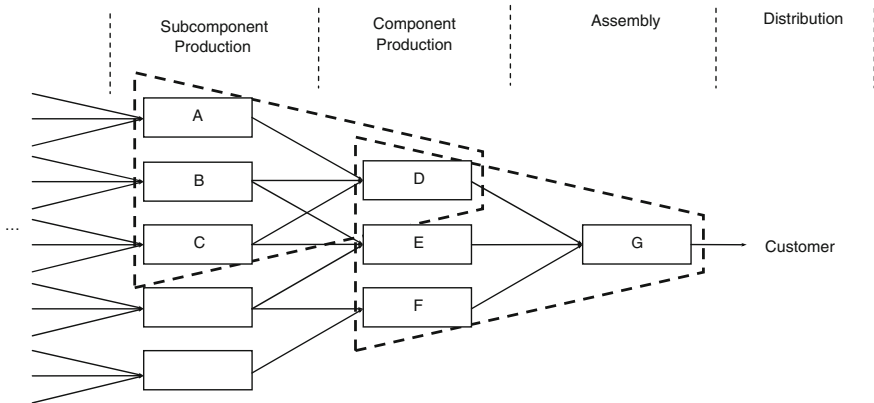 Subcomponent
Production
Component
Production
Assembly
Distribution
A
B
D
...
C
E
G
Customer
F